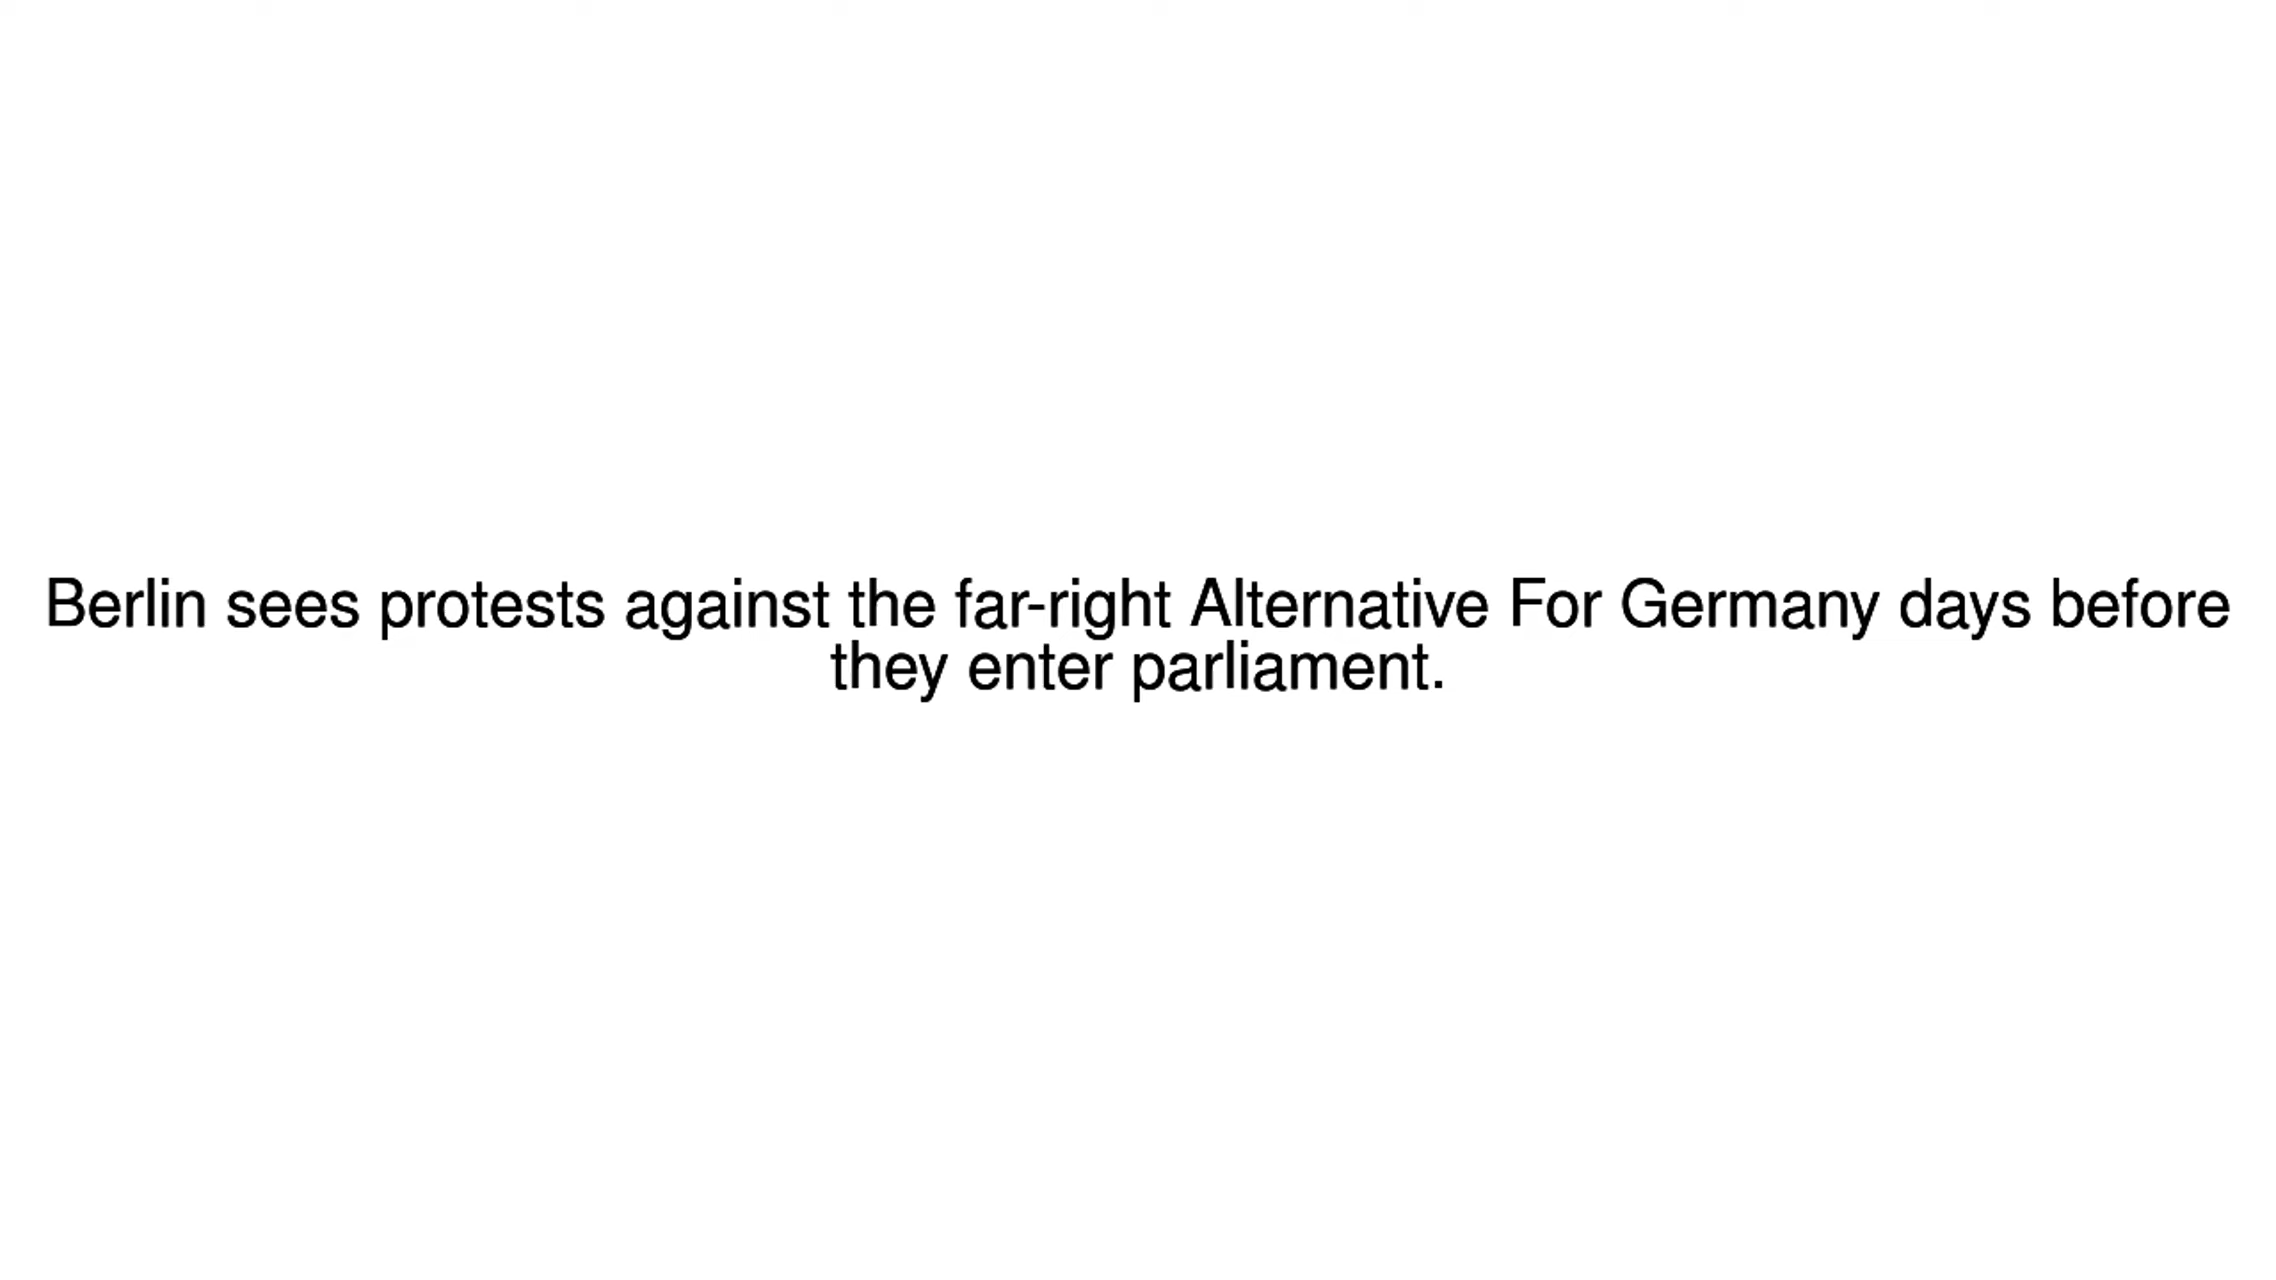 Berlin sees protests against the far-right Alternative For Germany days before
they enter parliament.